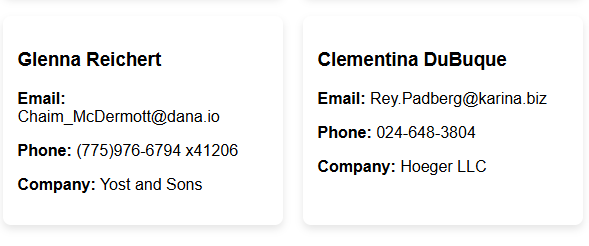 Glenna Reichert
Email:
Chaim_McDermott@dana.io
Phone: (775)976-6794 x41206
Company: Yost and Sons
Clementina DuBuque
Email: Rey.Padberg@karina.biz
Phone: 024-648-3804
Company: Hoeger LLC